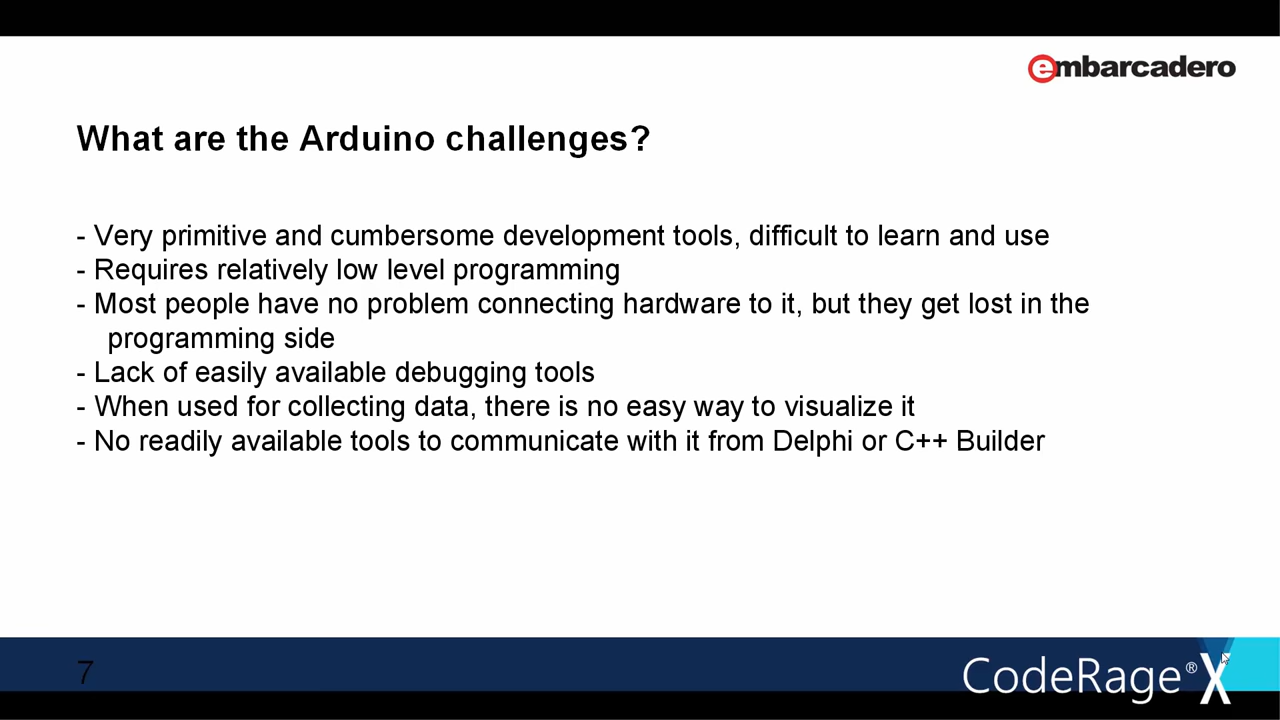 embarcadero
What are the Arduino challenges?
- Very primitive and cumbersome development tools, difficult to learn and use
- Requires relatively low level programming
- Most people have no problem connecting hardware to it, but they get lost in the
programming side
- Lack of easily available debugging tools
- When used for collecting data, there is no easy way to visualize it
- No readily available tools to communicate with it from Delphi or C++ Builder
7
CodeRage® X